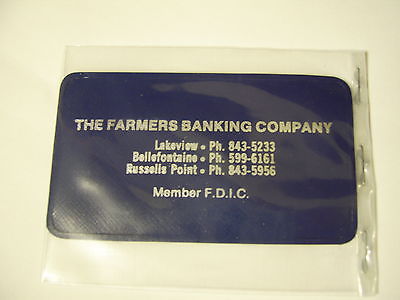 THE FARMERS BANKING COMPANY
Lakeview • Ph. 843-5233
Bellefontaine • Ph. 599-6161
Russells Point • Ph. 843-5956
Member F.D.I.C.